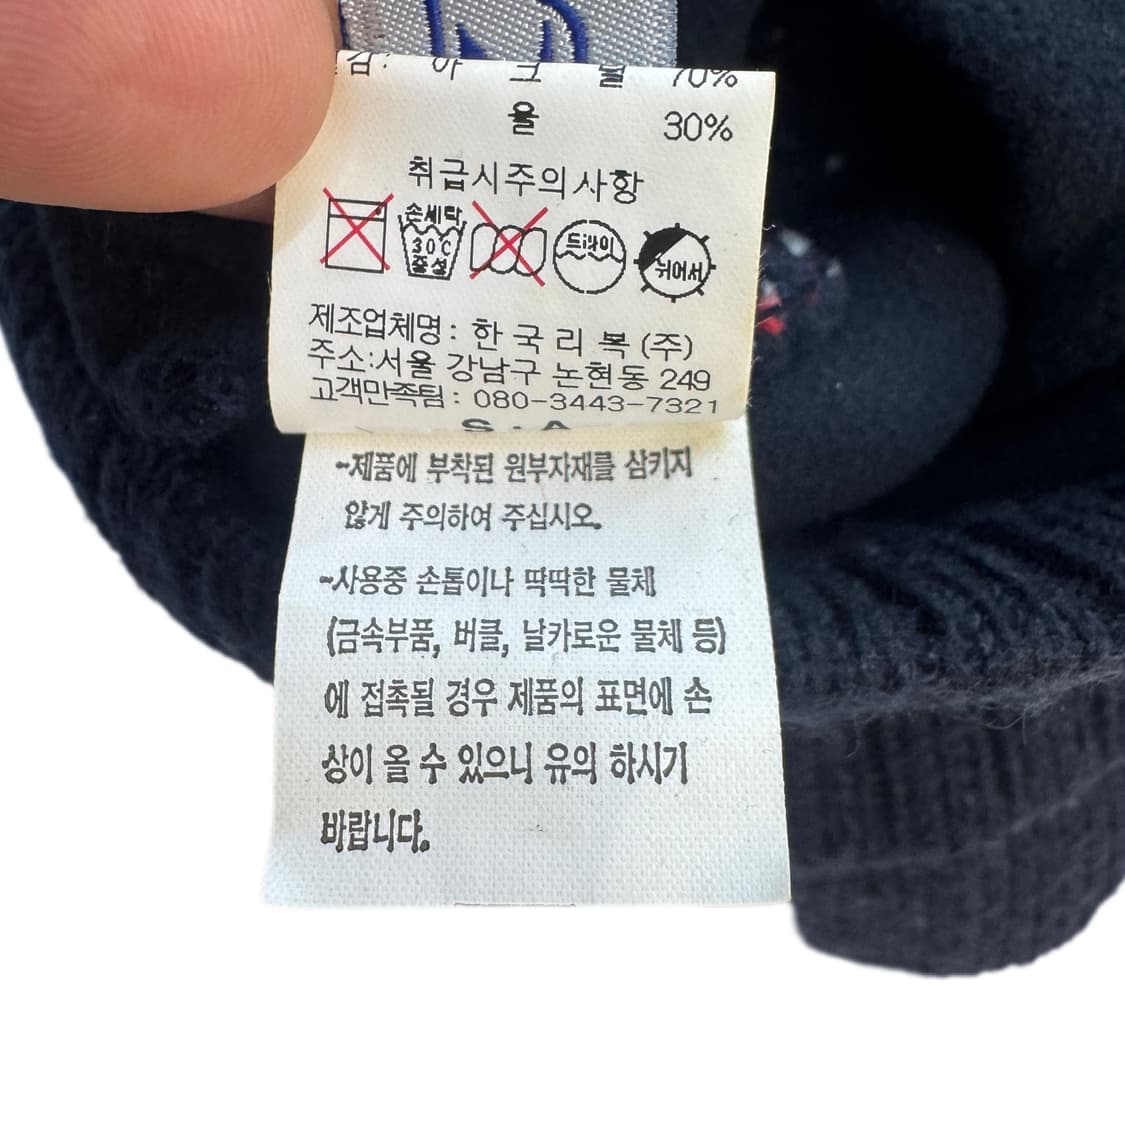 감: 아 크 릴 70%
울 30%
취급시주의사항
손세탁 30℃ 중성
드라이
뉘어서
제조업체명 : 한 국 리 복 (주)
주소:서울 강남구 논현동 249
고객만족팀 : 080-3443-7321
S . A
-제품에 부착된 원부자재를 삼키지
않게 주의하여 주십시오.
-사용중 손톱이나 딱딱한 물체
(금속부품, 버클, 날카로운 물체 등)
에 접촉될 경우 제품의 표면에 손
상이 올 수 있으니 유의 하시기
바랍니다.